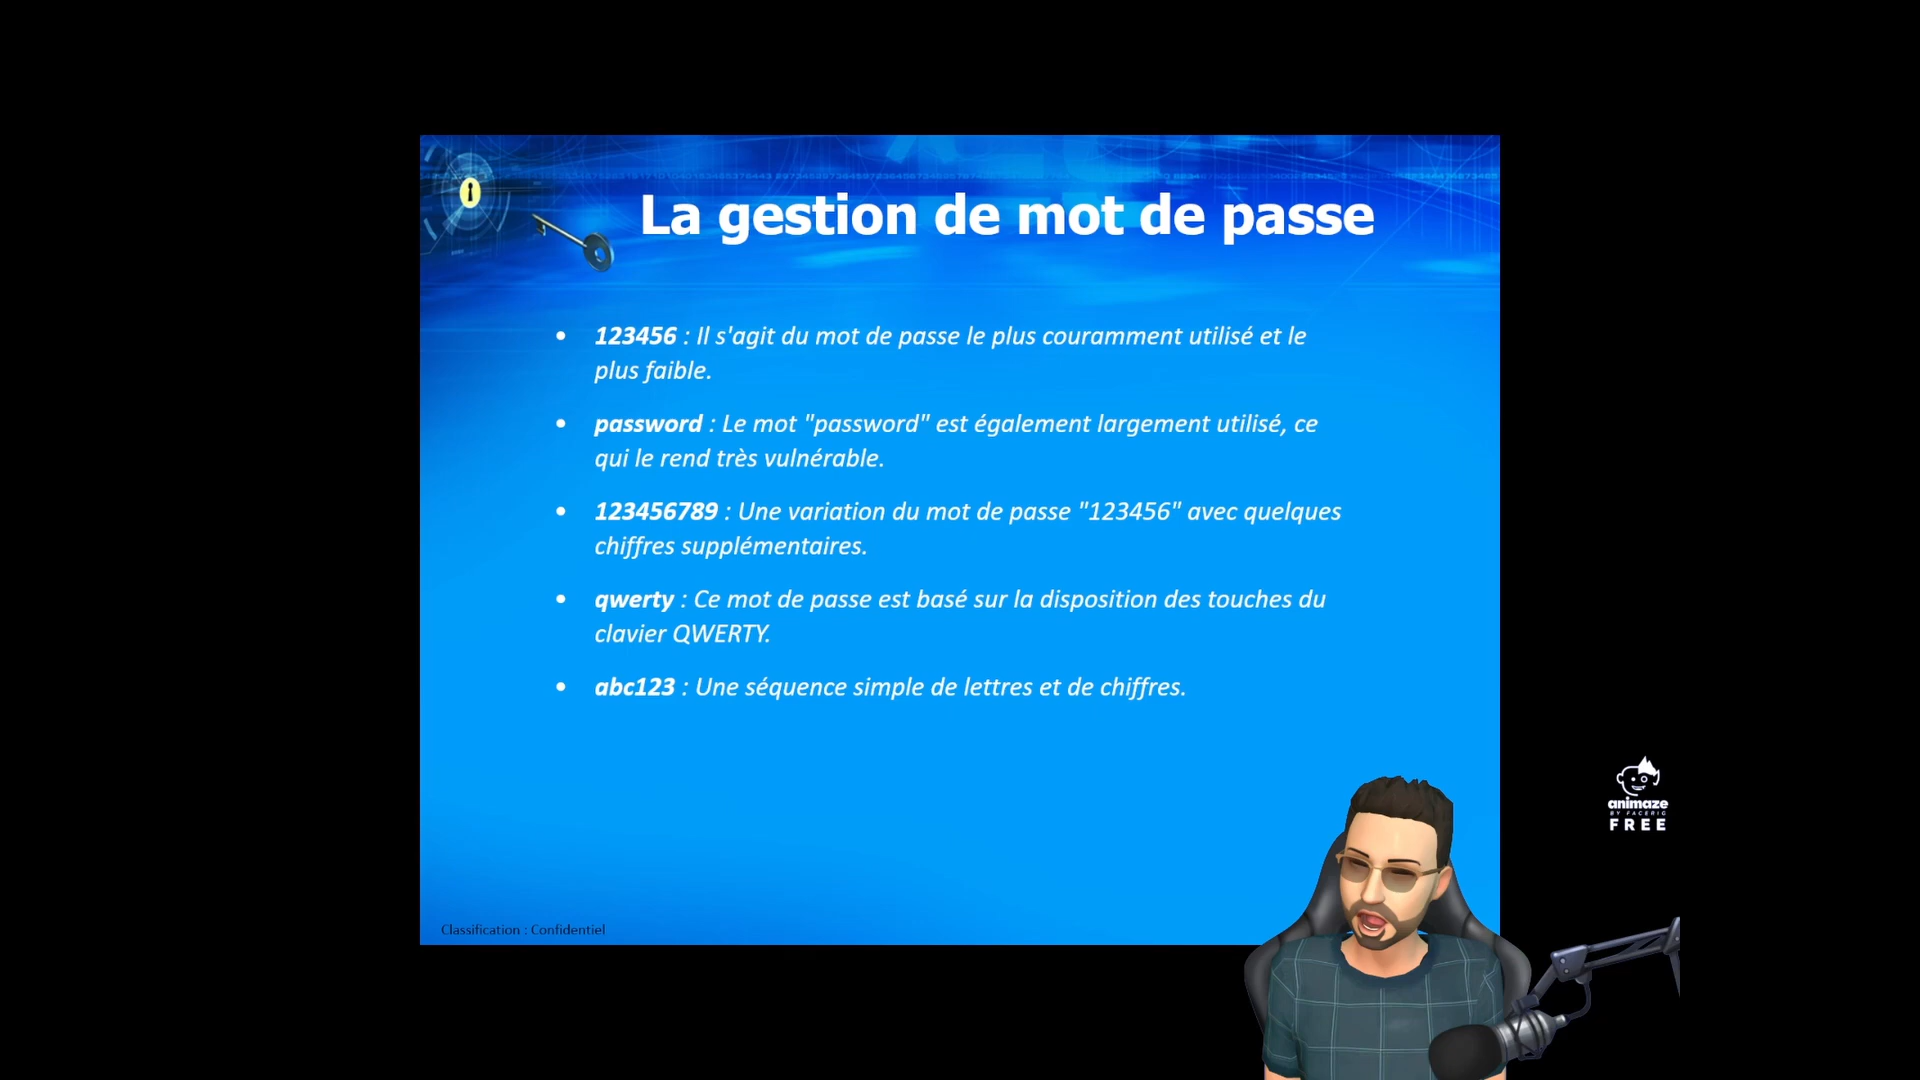 La gestion de mot de passe
• 123456 : Il s'agit du mot de passe le plus couramment utilisé et le
plus faible.
• password : Le mot "password" est également largement utilisé, ce
qui le rend très vulnérable.
• 123456789 : Une variation du mot de passe "123456" avec quelques
chiffres supplémentaires.
• qwerty : Ce mot de passe est basé sur la disposition des touches du
clavier QWERTY.
• abc123 : Une séquence simple de lettres et de chiffres.
Classification : Confidentiel
animaze
BY FACERIG
FREE